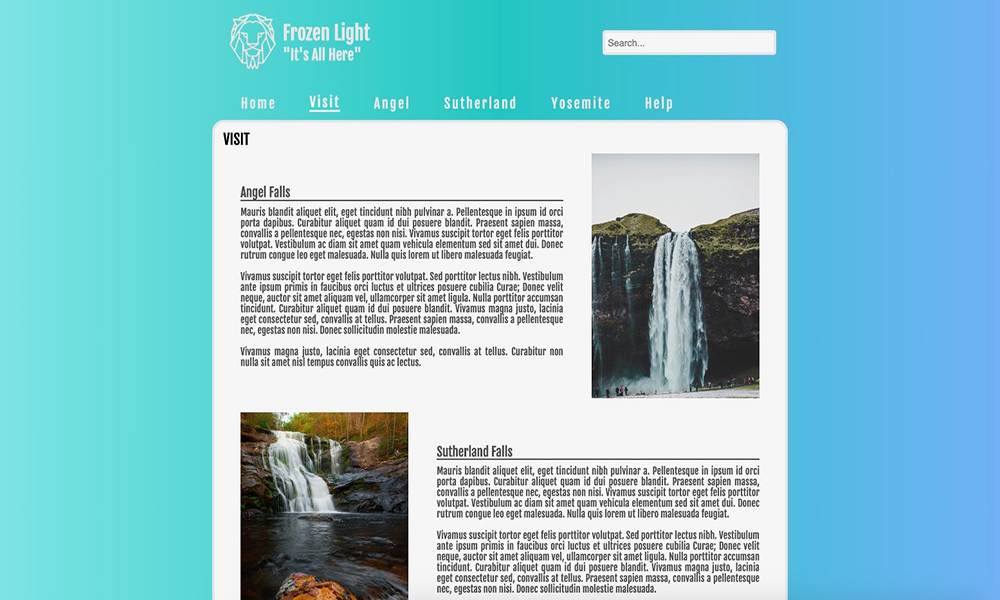 Frozen Light
"It's All Here"
Search...
Home Visit Angel Sutherland Yosemite Help
VISIT
Angel Falls
Mauris blandit aliquet elit, eget tincidunt nibh pulvinar a. Pellentesque in ipsum id orci
porta dapibus. Curabitur aliquet quam id dui posuere blandit. Praesent sapien massa,
convallis a pellentesque nec, egestas non nisi. Vivamus suscipit tortor eget felis porttitor
volutpat. Vestibulum ac diam sit amet quam vehicula elementum sed sit amet dui. Donec
rutrum congue leo eget malesuada. Nulla quis lorem ut libero malesuada feugiat.
Vivamus suscipit tortor eget felis porttitor volutpat. Sed porttitor lectus nibh. Vestibulum
ante ipsum primis in faucibus orci luctus et ultrices posuere cubilia Curae; Donec velit
neque, auctor sit amet aliquam vel, ullamcorper sit amet ligula. Nulla porttitor accumsan
tincidunt. Curabitur aliquet quam id dui posuere blandit. Vivamus magna justo, lacinia
eget consectetur sed, convallis at tellus. Praesent sapien massa, convallis a pellentesque
nec, egestas non nisi. Donec sollicitudin molestie malesuada.
Vivamus magna justo, lacinia eget consectetur sed, convallis at tellus. Curabitur non
nulla sit amet nisl tempus convallis quis ac lectus.
Sutherland Falls
Mauris blandit aliquet elit, eget tincidunt nibh pulvinar a. Pellentesque in ipsum id orci
porta dapibus. Curabitur aliquet quam id dui posuere blandit. Praesent sapien massa,
convallis a pellentesque nec, egestas non nisi. Vivamus suscipit tortor eget felis porttitor
volutpat. Vestibulum ac diam sit amet quam vehicula elementum sed sit amet dui. Donec
rutrum congue leo eget malesuada. Nulla quis lorem ut libero malesuada feugiat.
Vivamus suscipit tortor eget felis porttitor volutpat. Sed porttitor lectus nibh. Vestibulum
ante ipsum primis in faucibus orci luctus et ultrices posuere cubilia Curae; Donec velit
neque, auctor sit amet aliquam vel, ullamcorper sit amet ligula. Nulla porttitor accumsan
tincidunt. Curabitur aliquet quam id dui posuere blandit. Vivamus magna justo, lacinia
eget consectetur sed, convallis at tellus. Praesent sapien massa, convallis a pellentesque
nec, egestas non nisi. Donec sollicitudin molestie malesuada.